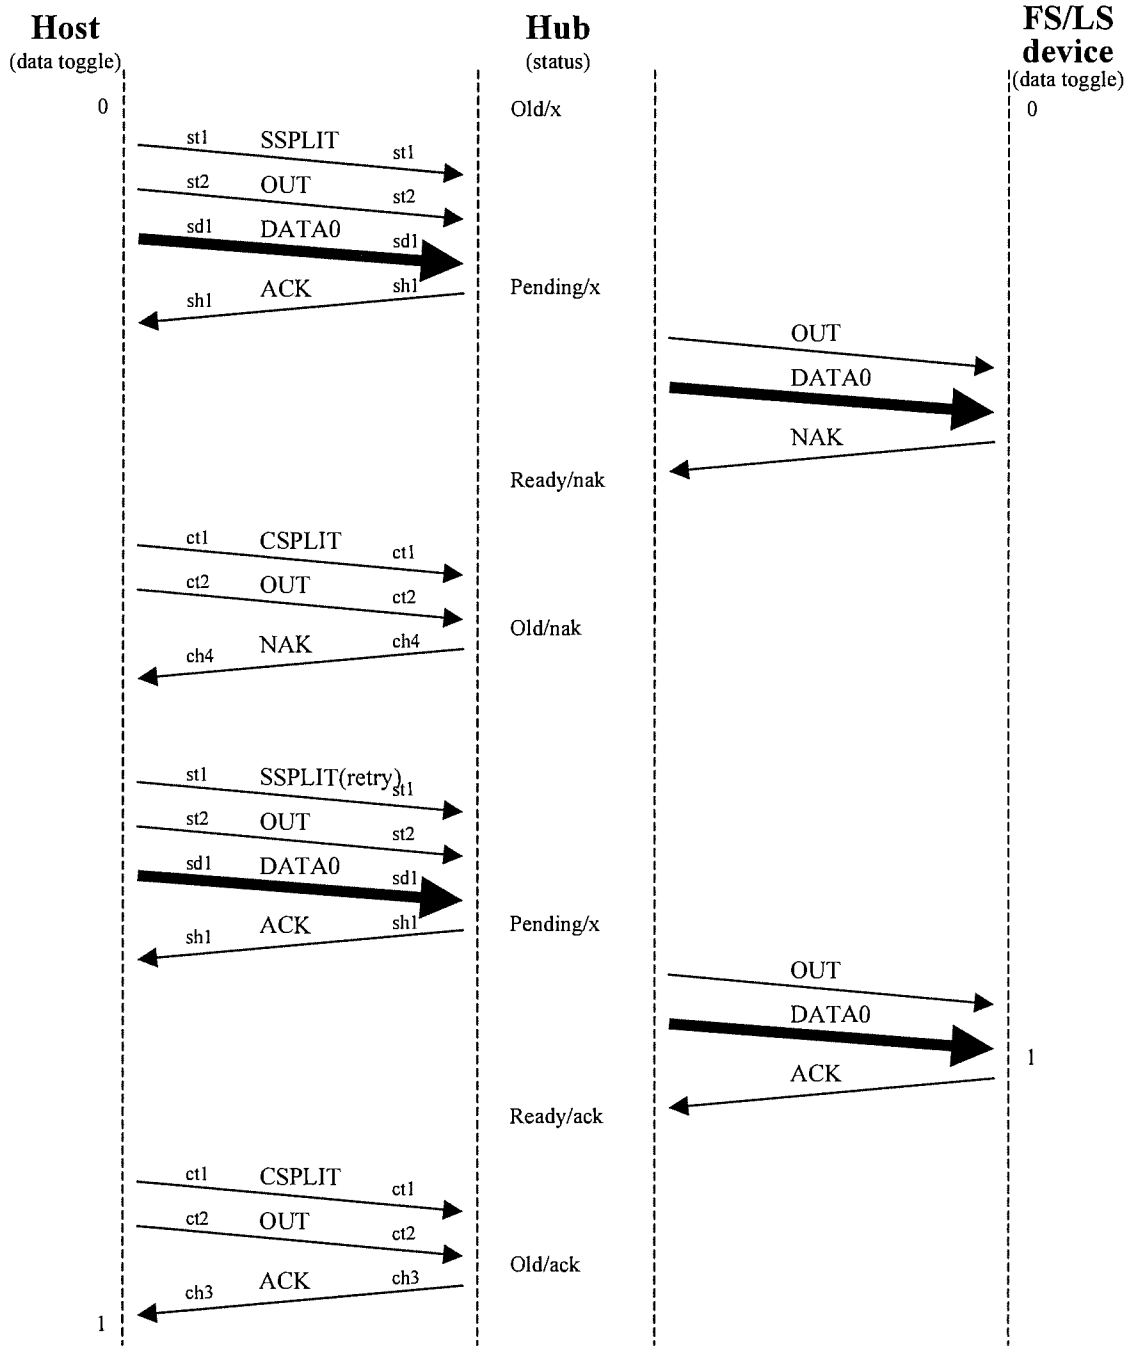 Host
(data toggle)
Hub
(status)
FS/LS
device
(data toggle)
0
Old/x
0
st1 SSPLIT st1
st2 OUT st2
sd1 DATA0 sd1
sh1 ACK sh1
Pending/x
OUT
DATA0
NAK
Ready/nak
ct1 CSPLIT ct1
ct2 OUT ct2
Old/nak
ch4 NAK ch4
st1 SSPLIT(retry) st1
st2 OUT st2
sd1 DATA0 sd1
sh1 ACK sh1
Pending/x
OUT
DATA0
1
ACK
Ready/ack
ct1 CSPLIT ct1
ct2 OUT ct2
Old/ack
ch3 ACK ch3
1